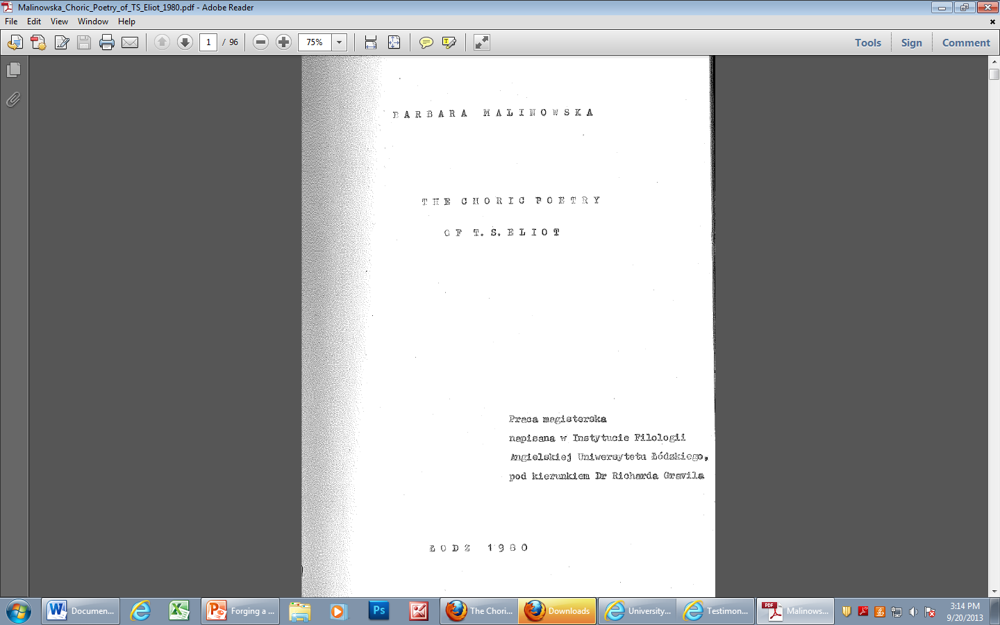 Malinowska_Choric_Poetry_of_TS_Eliot_1980.pdf - Adobe Reader
File Edit View Window Help
1 / 96 75% Tools Sign Comment
BARBARA MALINOWSKA
THE CHORIC POETRY
OF T.S.ELIOT
Praca magisterska
napisana w Instytucie Filologii
Angielskiej Uniwersytetu Łódzkiego,
pod kierunkiem Dr Richarda Gravila
ŁODZ 1980
Documen... Forging a ... Ps The Chori... Downloads University... Testimon... PDF Malinows... 3:14 PM
9/20/2013